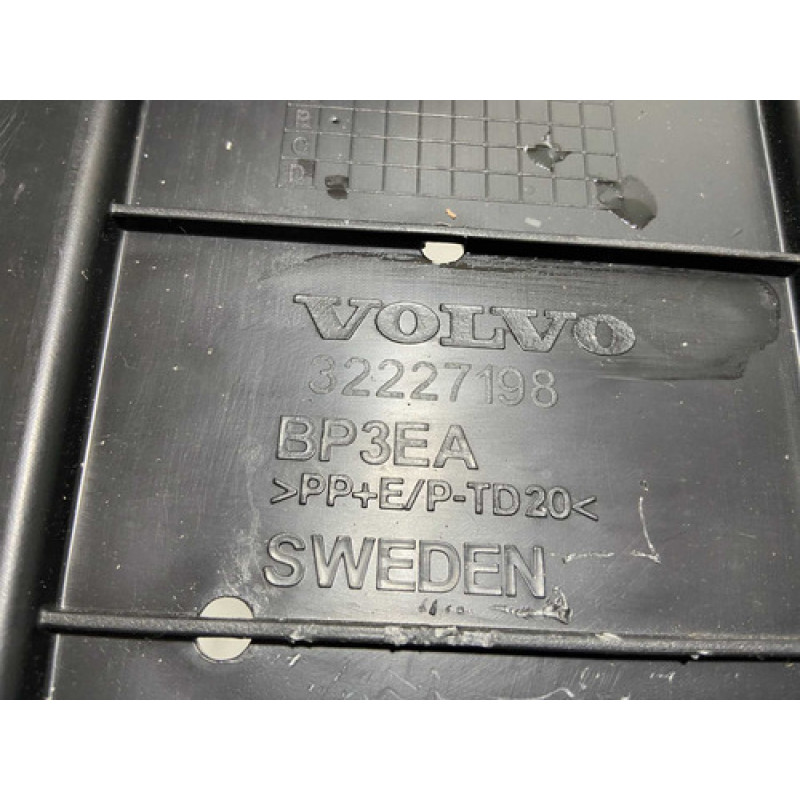 B
C
D
VOLVO
32227198
BP3EA
>PP+E/P-TD20<
SWEDEN